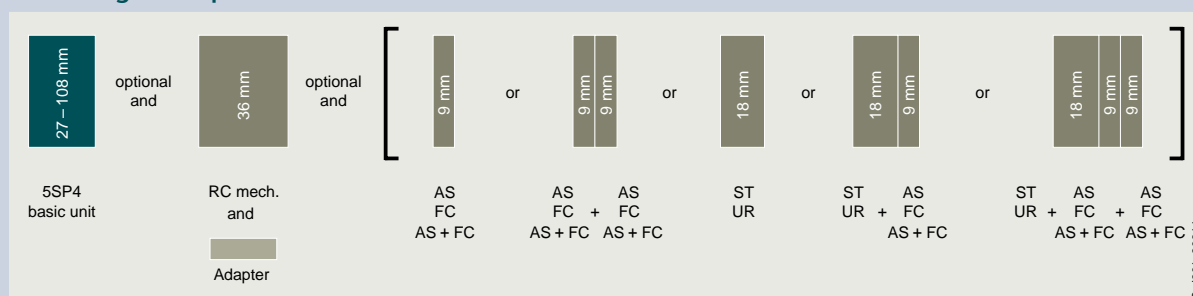 27 – 108 mm
optional
and
36 mm
optional
and
9 mm
or
9 mm
9 mm
or
18 mm
or
18 mm
9 mm
or
18 mm
9 mm
9 mm
5SP4
basic unit
RC mech.
and
Adapter
AS
FC
AS + FC
AS AS
FC + FC
AS + FC AS + FC
ST
UR
ST AS
UR + FC
AS + FC
ST AS AS
UR + FC + FC
AS + FC AS + FC